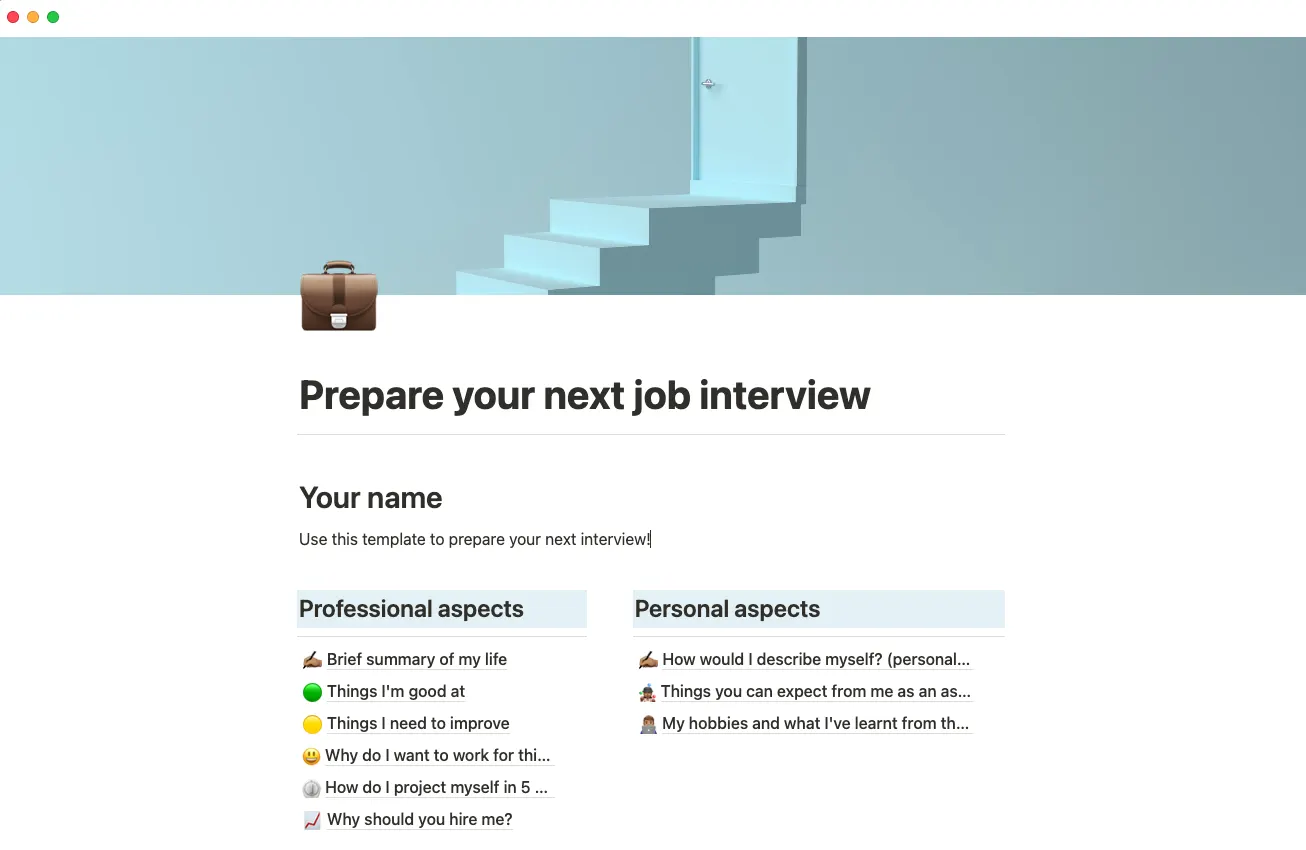 Prepare your next job interview
Your name
Use this template to prepare your next interview!
Professional aspects
Brief summary of my life
Things I'm good at
Things I need to improve
Why do I want to work for thi...
How do I project myself in 5 ...
Why should you hire me?
Personal aspects
How would I describe myself? (personal...
Things you can expect from me as an as...
My hobbies and what I've learnt from th...